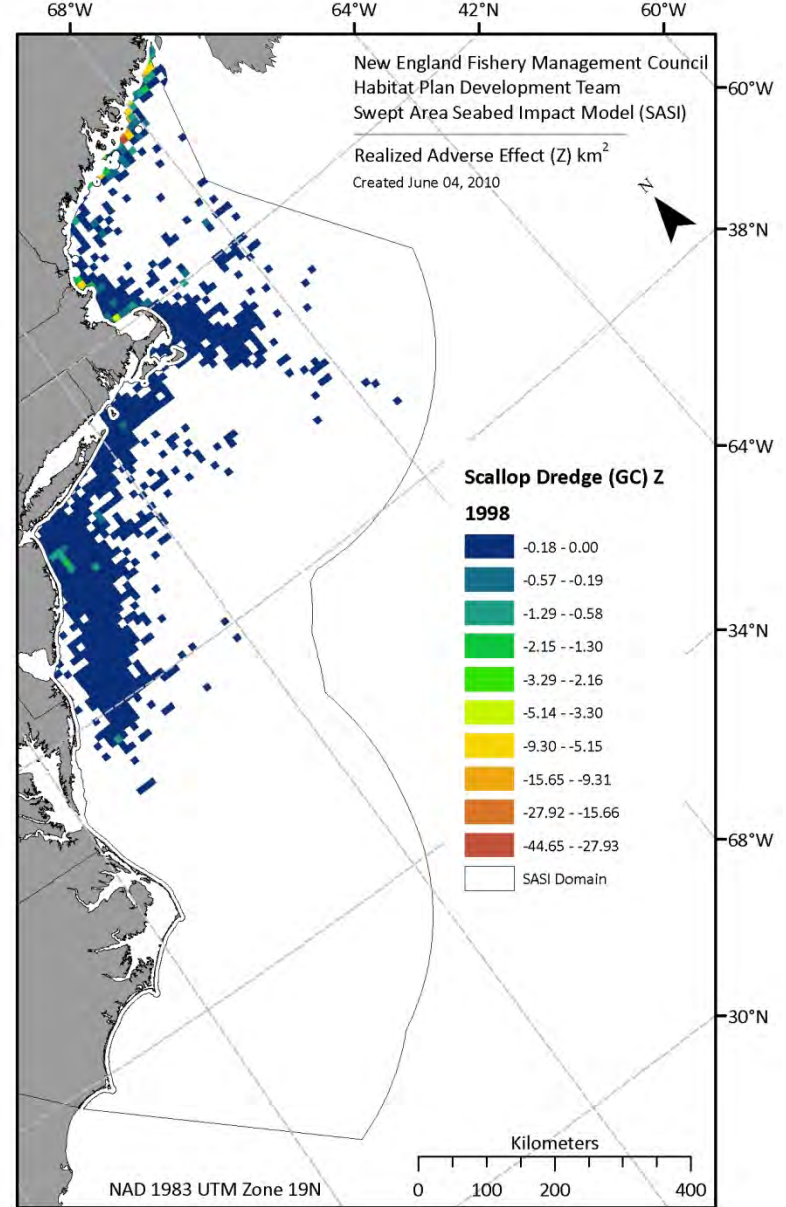 68°W 64°W 42°N 60°W
New England Fishery Management Council
Habitat Plan Development Team
Swept Area Seabed Impact Model (SASI)
Realized Adverse Effect (Z) km²
Created June 04, 2010
N
60°W
38°N
64°W
34°N
68°W
30°N
Scallop Dredge (GC) Z
1998
-0.18 - 0.00
-0.57 - -0.19
-1.29 - -0.58
-2.15 - -1.30
-3.29 - -2.16
-5.14 - -3.30
-9.30 - -5.15
-15.65 - -9.31
-27.92 - -15.66
-44.65 - -27.93
SASI Domain
Kilometers
0 100 200 400
NAD 1983 UTM Zone 19N